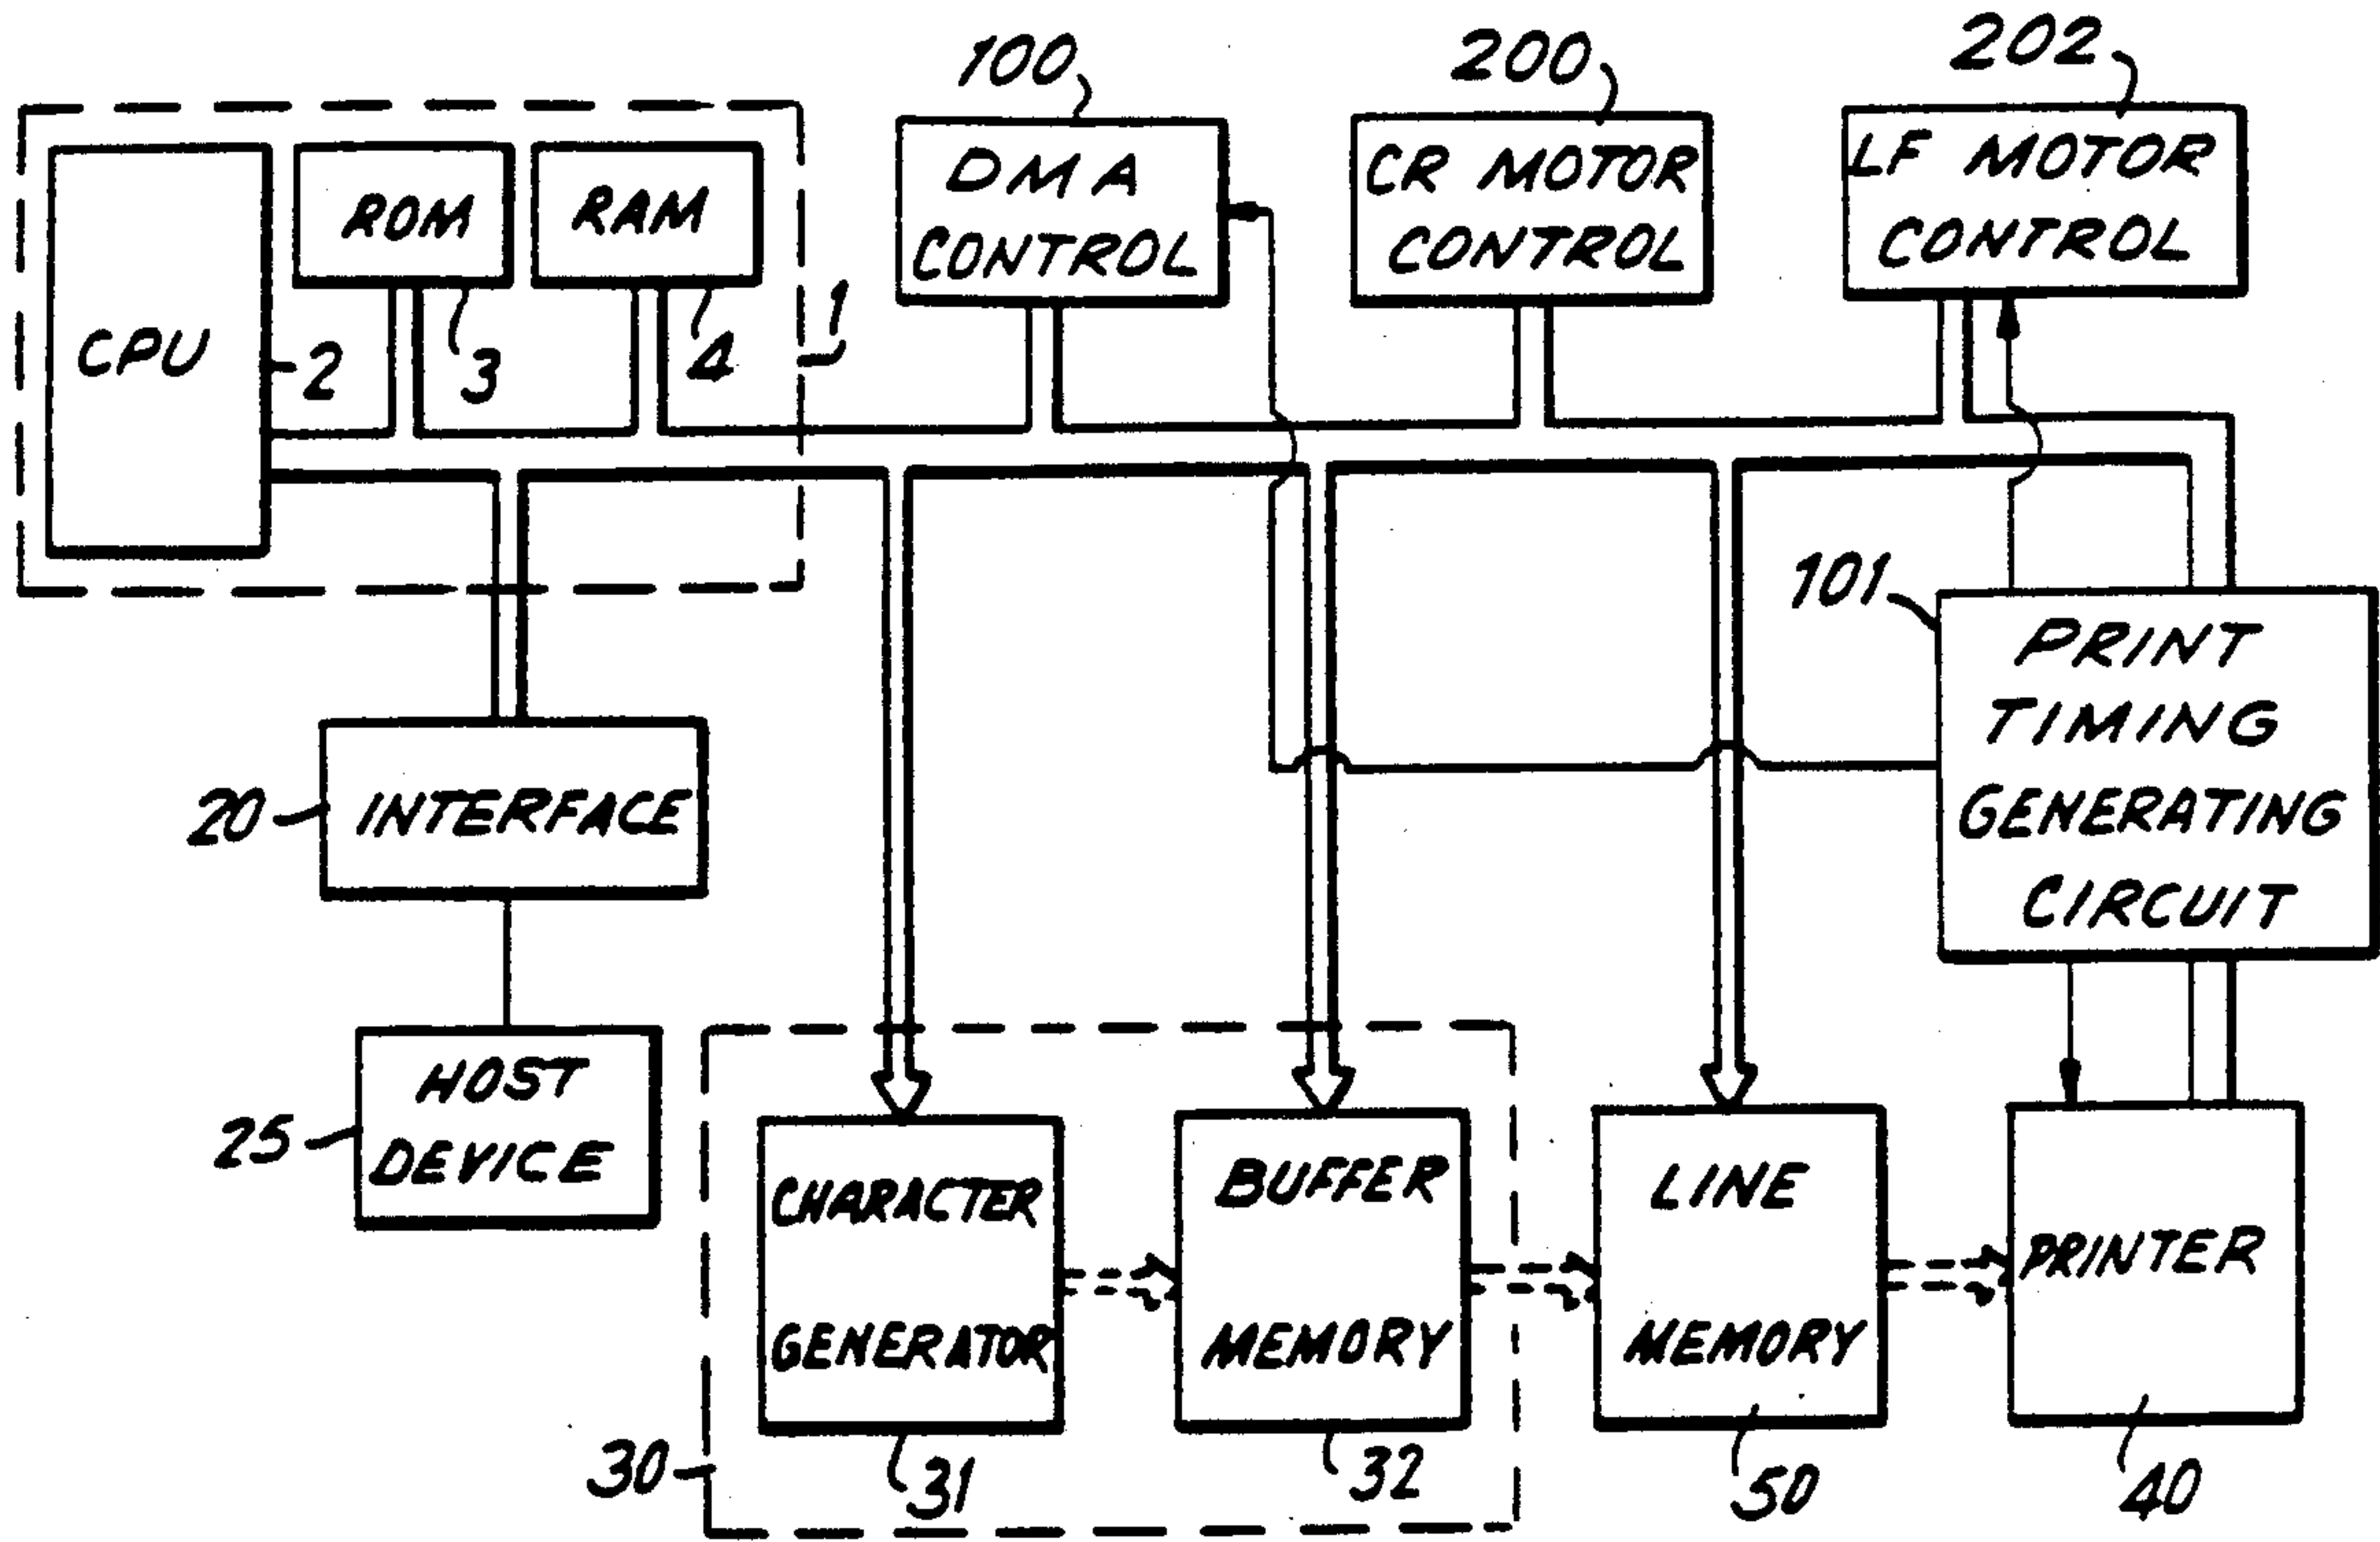 100
200
202
CPU
ROM
RAM
DMA
CONTROL
CR MOTOR
CONTROL
LF MOTOR
CONTROL
1
2
3
4
101
PRINT
TIMING
GENERATING
CIRCUIT
20
INTERFACE
25
HOST
DEVICE
CHARACTER
GENERATOR
BUFFER
MEMORY
LINE
MEMORY
PRINTER
30
31
32
50
40